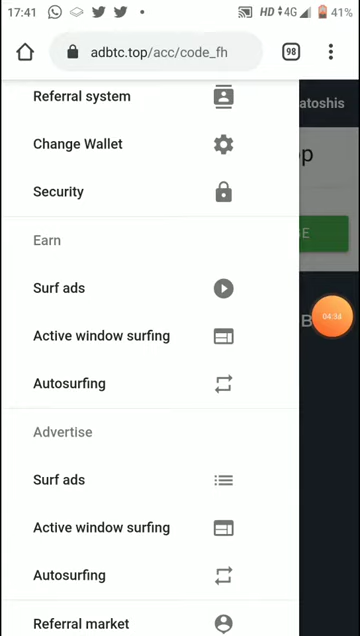 17:41 HD 4G 41%
adbtc.top/acc/code_fh 98
Referral system
atoshis
Change Wallet
op
Security
E
Earn
Surf ads
B
04:34
Active window surfing
Autosurfing
Advertise
Surf ads
Active window surfing
Autosurfing
Referral market